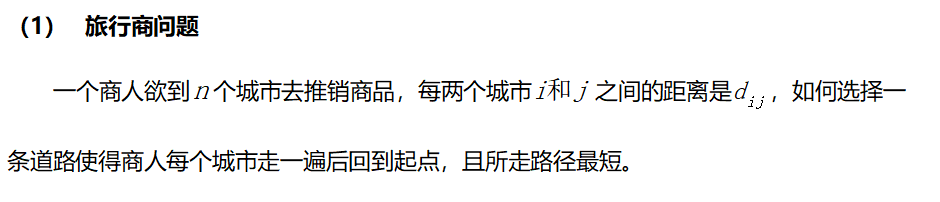 （1） 旅行商问题
一个商人欲到n个城市去推销商品，每两个城市i和j之间的距离是d_{ij}，如何选择一
条道路使得商人每个城市走一遍后回到起点，且所走路径最短。